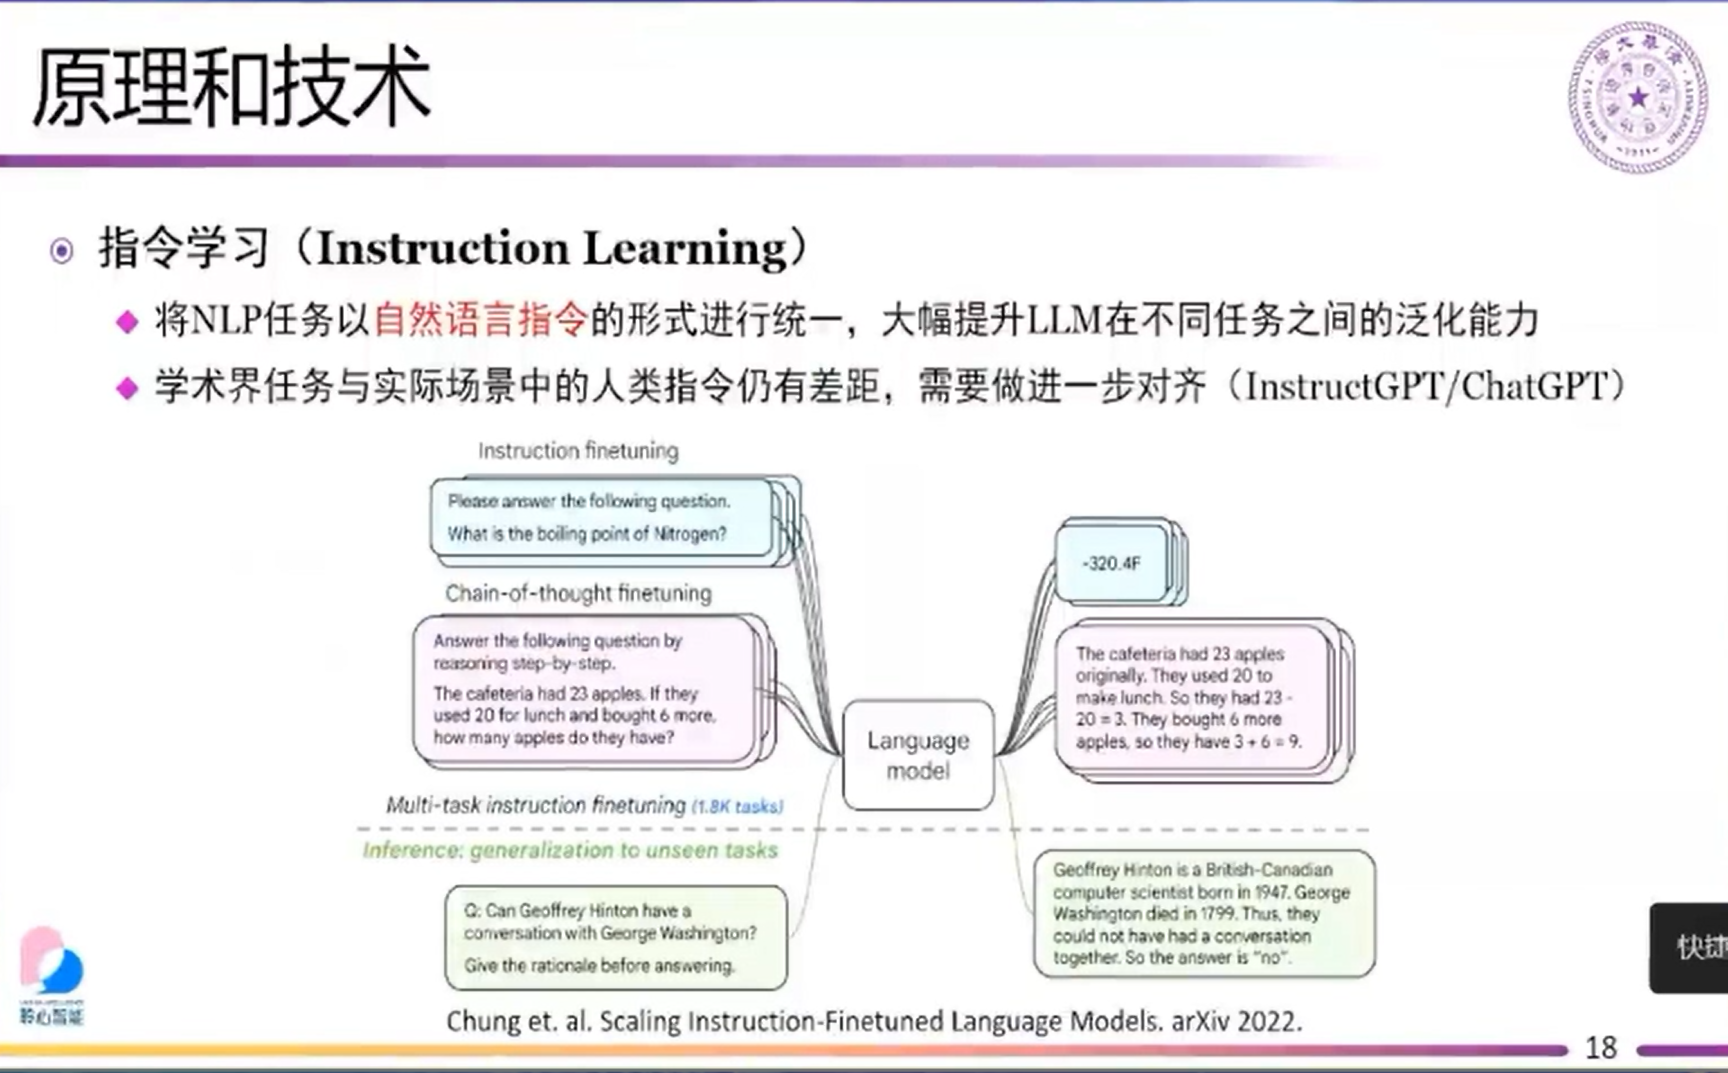 原理和技术
指令学习（Instruction Learning）
将NLP任务以自然语言指令的形式进行统一，大幅提升LLM在不同任务之间的泛化能力
学术界任务与实际场景中的人类指令仍有差距，需要做进一步对齐（InstructGPT/ChatGPT）
Instruction finetuning
Please answer the following question.
What is the boiling point of Nitrogen?
-320.4F
Chain-of-thought finetuning
Answer the following question by
reasoning step-by-step.
The cafeteria had 23 apples. If they
used 20 for lunch and bought 6 more,
how many apples do they have?
The cafeteria had 23 apples
originally. They used 20 to
make lunch. So they had 23 -
20 = 3. They bought 6 more
apples, so they have 3 + 6 = 9.
Language
model
Multi-task instruction finetuning (1.8K tasks)
Inference: generalization to unseen tasks
Q: Can Geoffrey Hinton have a
conversation with George Washington?
Give the rationale before answering.
Geoffrey Hinton is a British-Canadian
computer scientist born in 1947. George
Washington died in 1799. Thus, they
could not have had a conversation
together. So the answer is "no".
聆心智能
快捷
Chung et. al. Scaling Instruction-Finetuned Language Models. arXiv 2022.
18